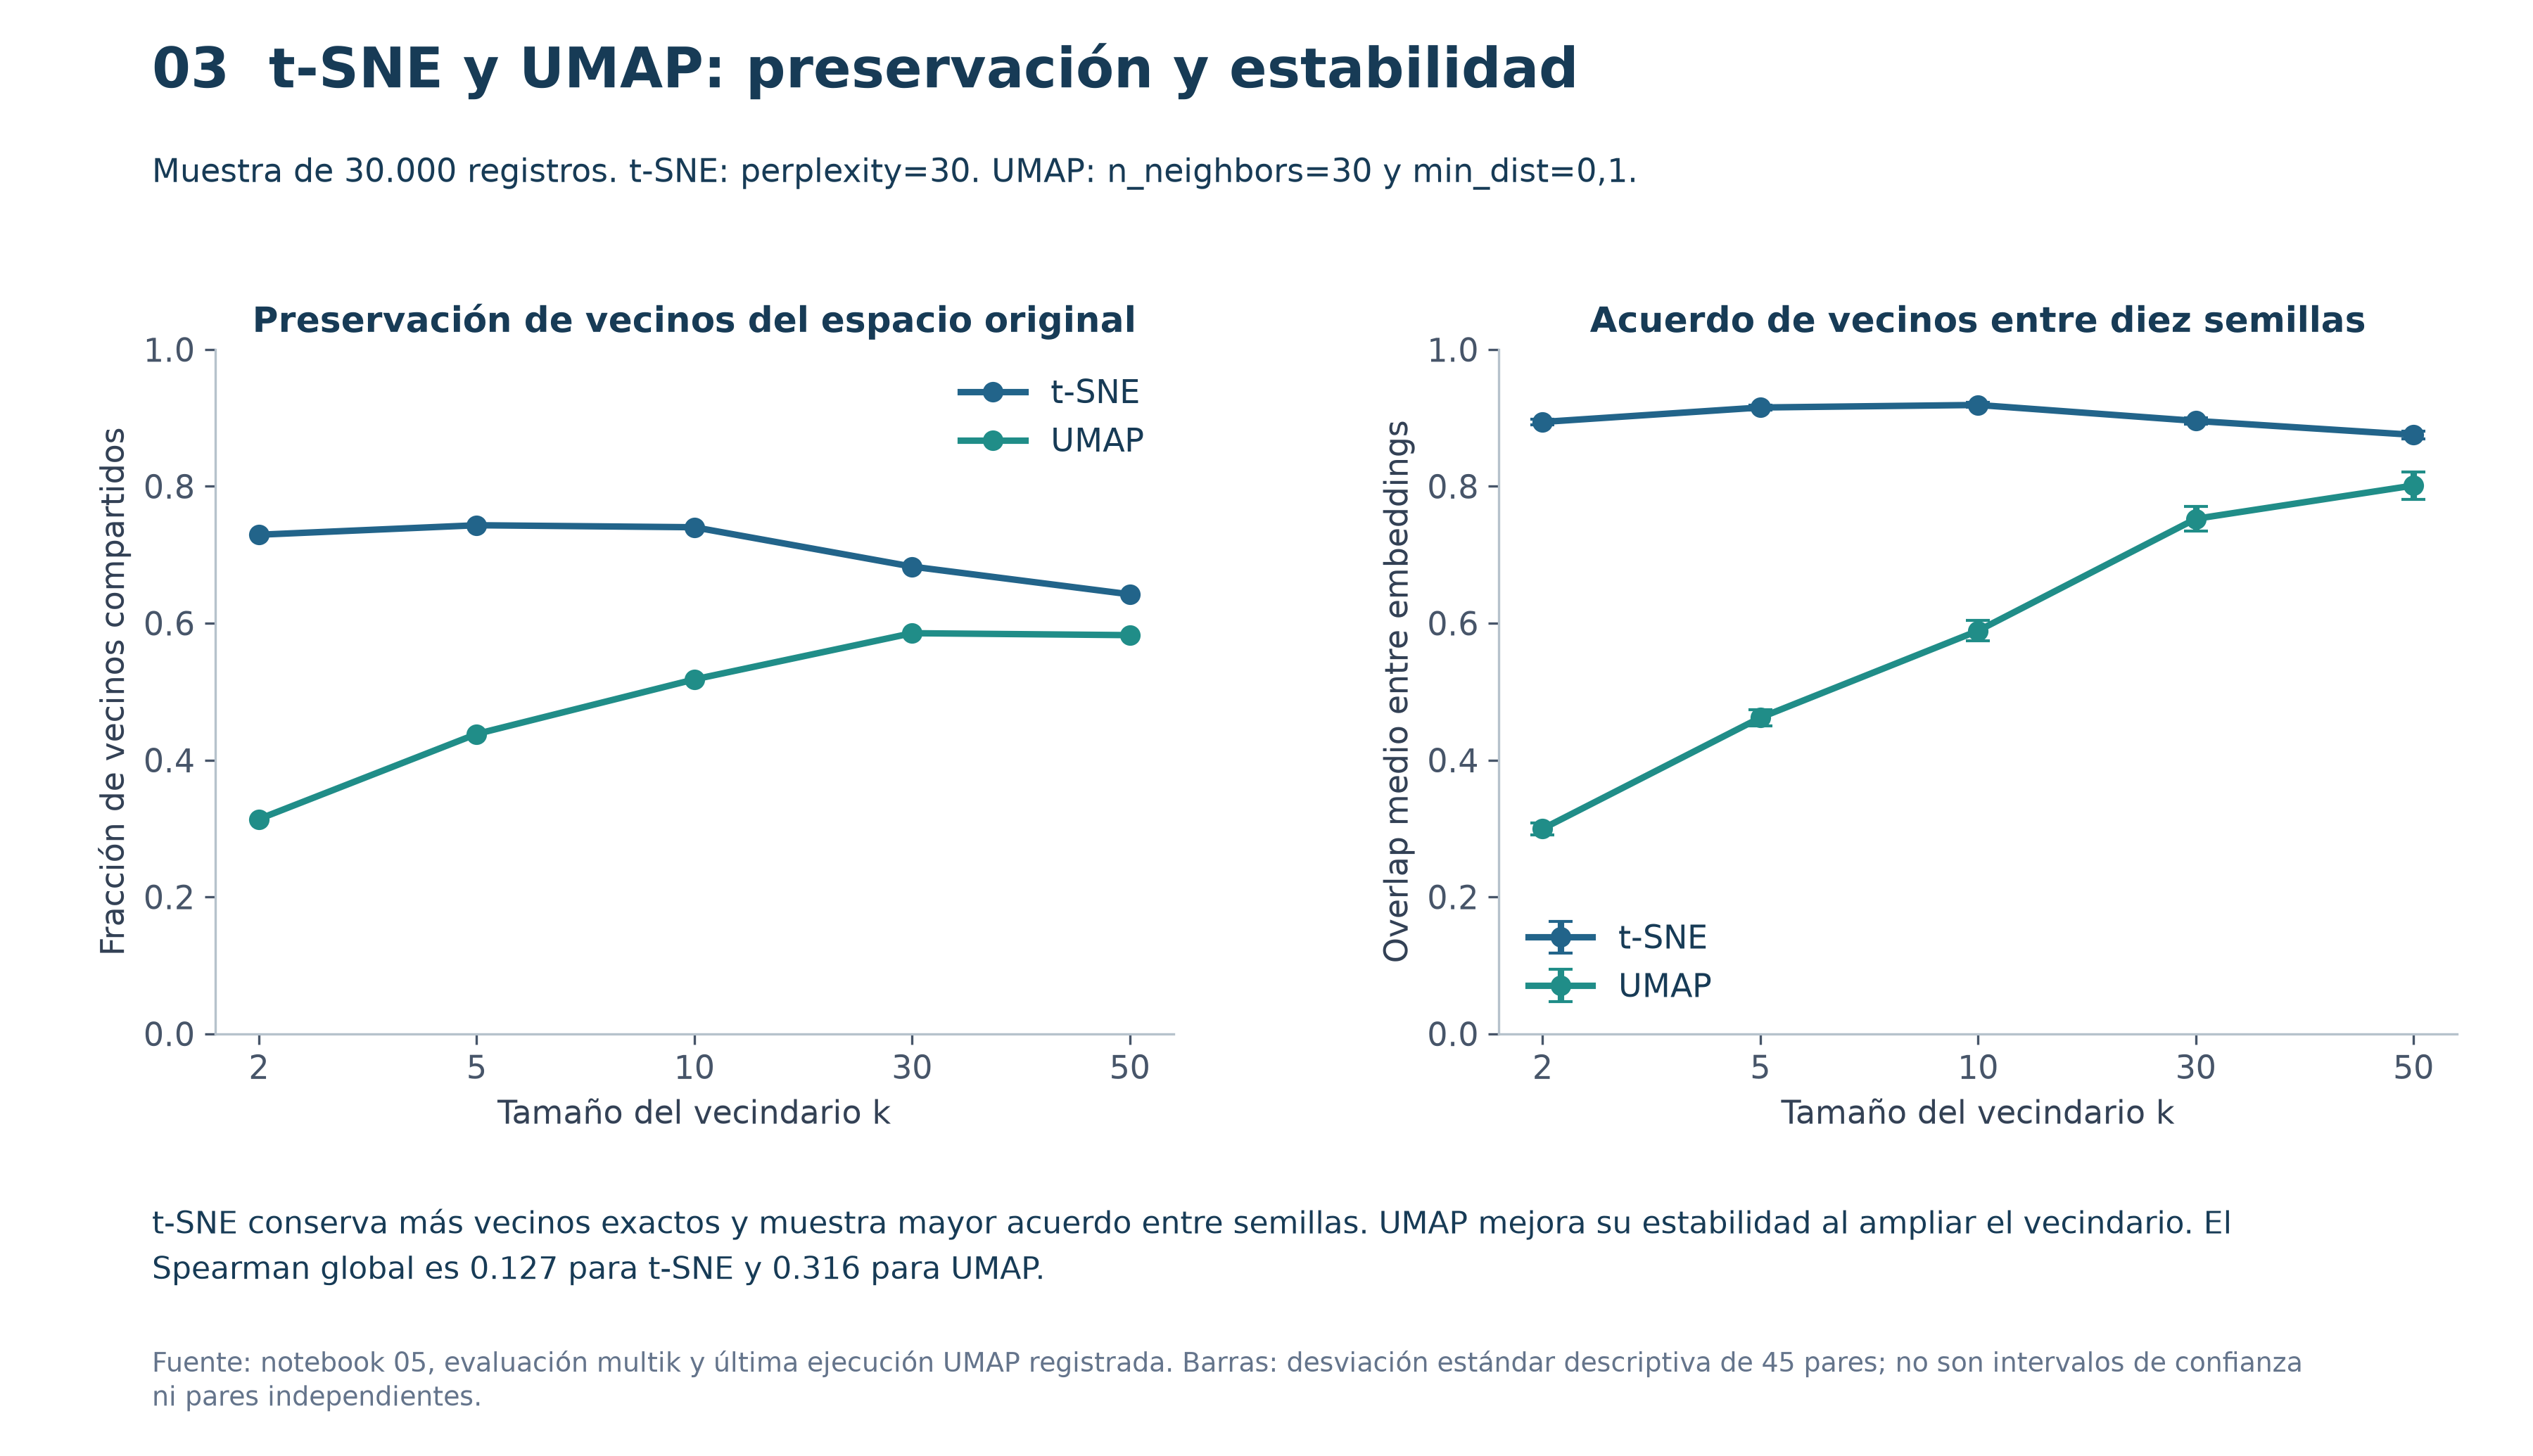 03 t-SNE y UMAP: preservación y estabilidad
Muestra de 30.000 registros. t-SNE: perplexity=30. UMAP: n_neighbors=30 y min_dist=0,1.
Preservación de vecinos del espacio original
Fracción de vecinos compartidos
1.0
0.8
0.6
0.4
0.2
0.0
t-SNE
UMAP
2 5 10 30 50
Tamaño del vecindario k
Acuerdo de vecinos entre diez semillas
Overlap medio entre embeddings
1.0
0.8
0.6
0.4
0.2
0.0
t-SNE
UMAP
2 5 10 30 50
Tamaño del vecindario k
t-SNE conserva más vecinos exactos y muestra mayor acuerdo entre semillas. UMAP mejora su estabilidad al ampliar el vecindario. El
Spearman global es 0.127 para t-SNE y 0.316 para UMAP.
Fuente: notebook 05, evaluación multik y última ejecución UMAP registrada. Barras: desviación estándar descriptiva de 45 pares; no son intervalos de confianza
ni pares independientes.